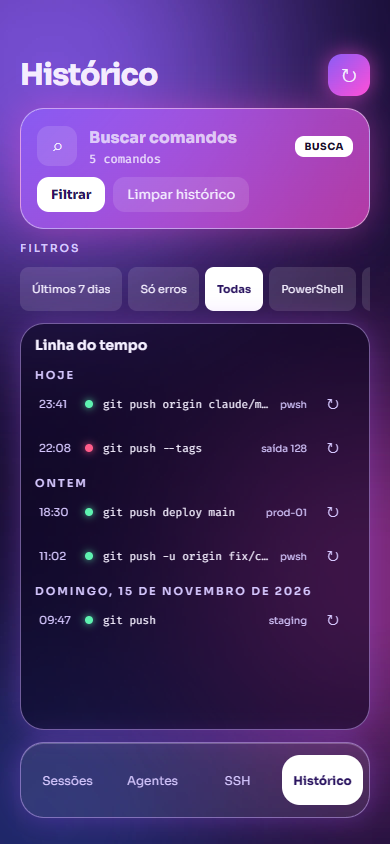 Histórico
Buscar comandos
5 comandos
BUSCA
Filtrar
Limpar histórico
FILTROS
Últimos 7 dias
Só erros
Todas
PowerShell
Linha do tempo
HOJE
23:41 git push origin claude/m… pwsh
22:08 git push --tags saída 128
ONTEM
18:30 git push deploy main prod-01
11:02 git push -u origin fix/c… pwsh
DOMINGO, 15 DE NOVEMBRO DE 2026
09:47 git push staging
Sessões
Agentes
SSH
Histórico